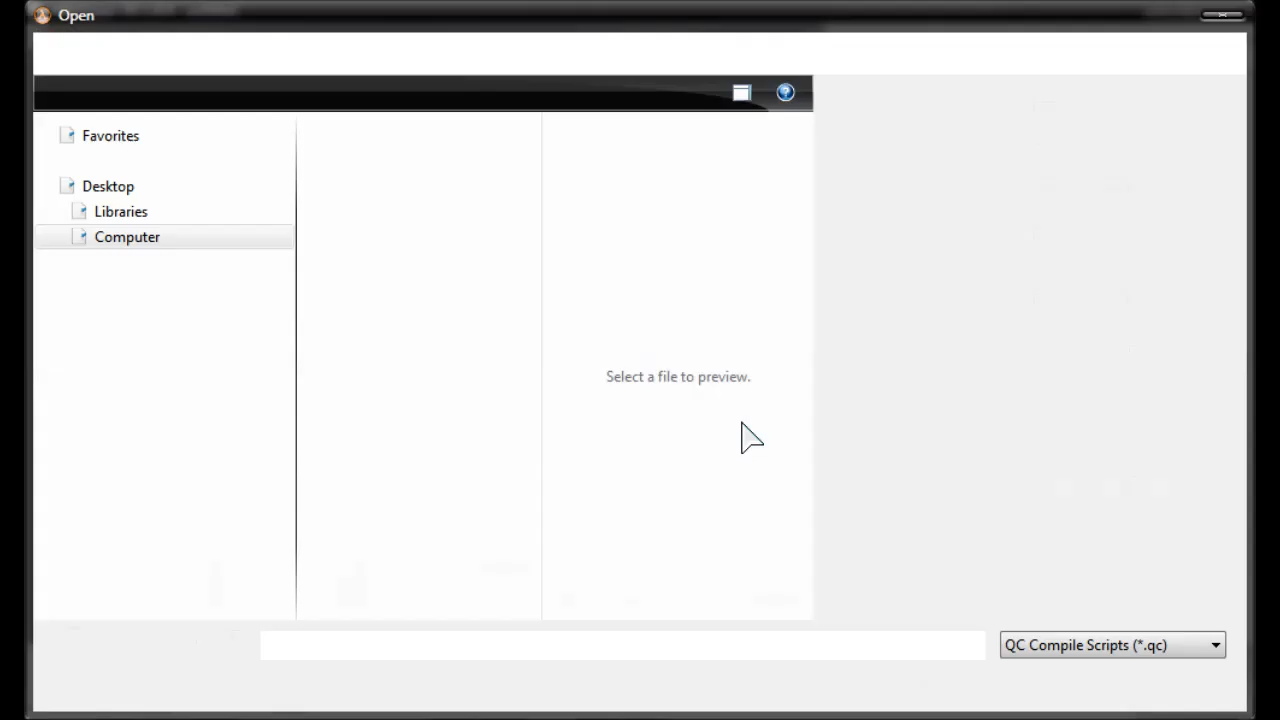 Open
Favorites
Desktop
Libraries
Computer
Select a file to preview.
QC Compile Scripts (*.qc)